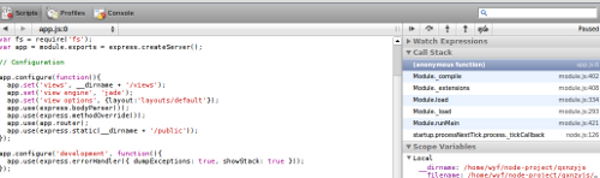 Scripts Profiles Console
app.js:0
Paused
var fs = require('fs');
var app = module.exports = express.createServer();
// Configuration
app.configure(function(){
app.set('views', __dirname + '/views');
app.set('view engine', 'jade');
app.set('view options', {layout:'layouts/default'});
app.use(express.bodyParser());
app.use(express.methodOverride());
app.use(app.router);
app.use(express.static(__dirname + '/public'));
});
app.configure('development', function(){
app.use(express.errorHandler({ dumpExceptions: true, showStack: true }));
});
Watch Expressions
Call Stack
(anonymous function) app.js:0
Module._compile module.js:402
Module._extensions module.js:408
Module.load module.js:334
Module._load module.js:293
Module.runMain module.js:421
startup.processNextTick.process._tickCallback node.js:126
Scope Variables
Local
__dirname: /home/wyf/node-project/
__filename: /home/wyf/node-project/